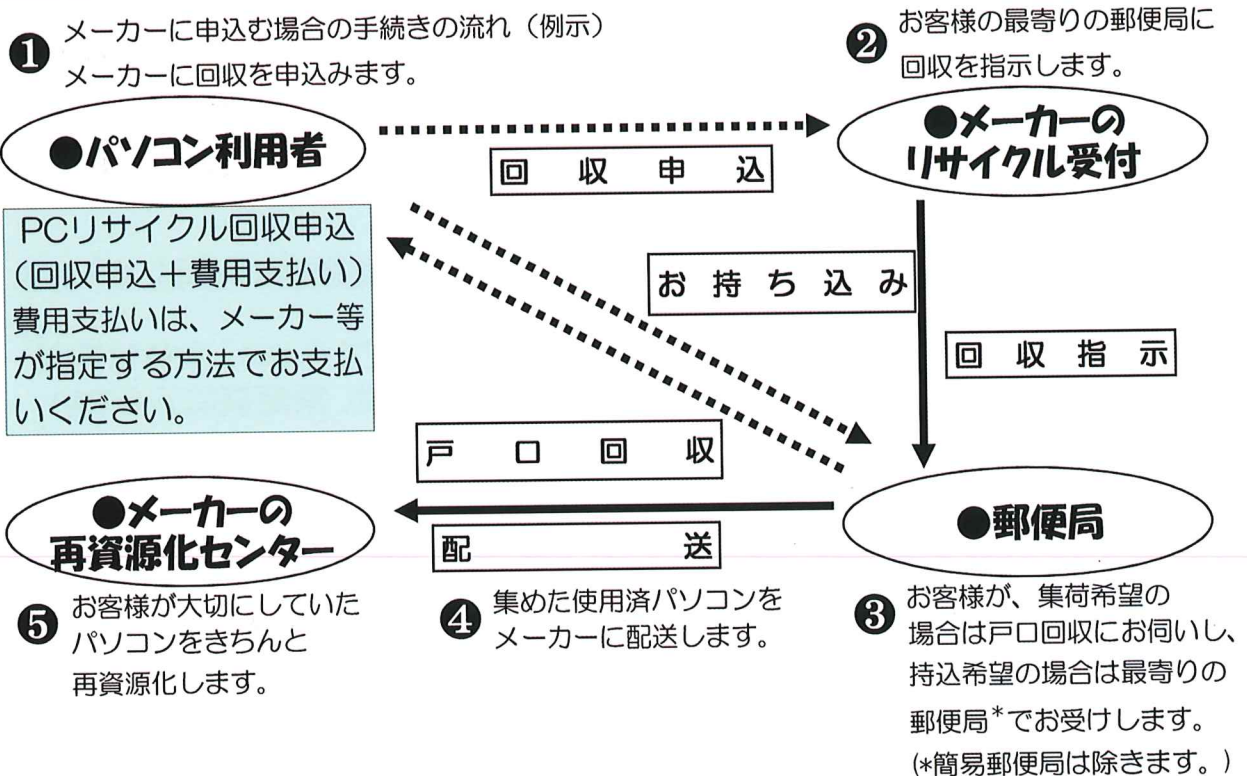 ❶ メーカーに申込む場合の手続きの流れ（例示）
メーカーに回収を申込みます。
❷ お客様の最寄りの郵便局に
回収を指示します。
●パソコン利用者
回収申込
●メーカーの
リサイクル受付
PCリサイクル回収申込
（回収申込＋費用支払い）
費用支払いは、メーカー等
が指定する方法でお支払
いください。
お持ち込み
回収指示
戸口回収
●メーカーの
再資源化センター
配送
●郵便局
❸ お客様が、集荷希望の
場合は戸口回収にお伺いし、
持込希望の場合は最寄りの
郵便局*でお受けします。
(*簡易郵便局は除きます。)
❹ 集めた使用済パソコンを
メーカーに配送します。
❺ お客様が大切にしていた
パソコンをきちんと
再資源化します。